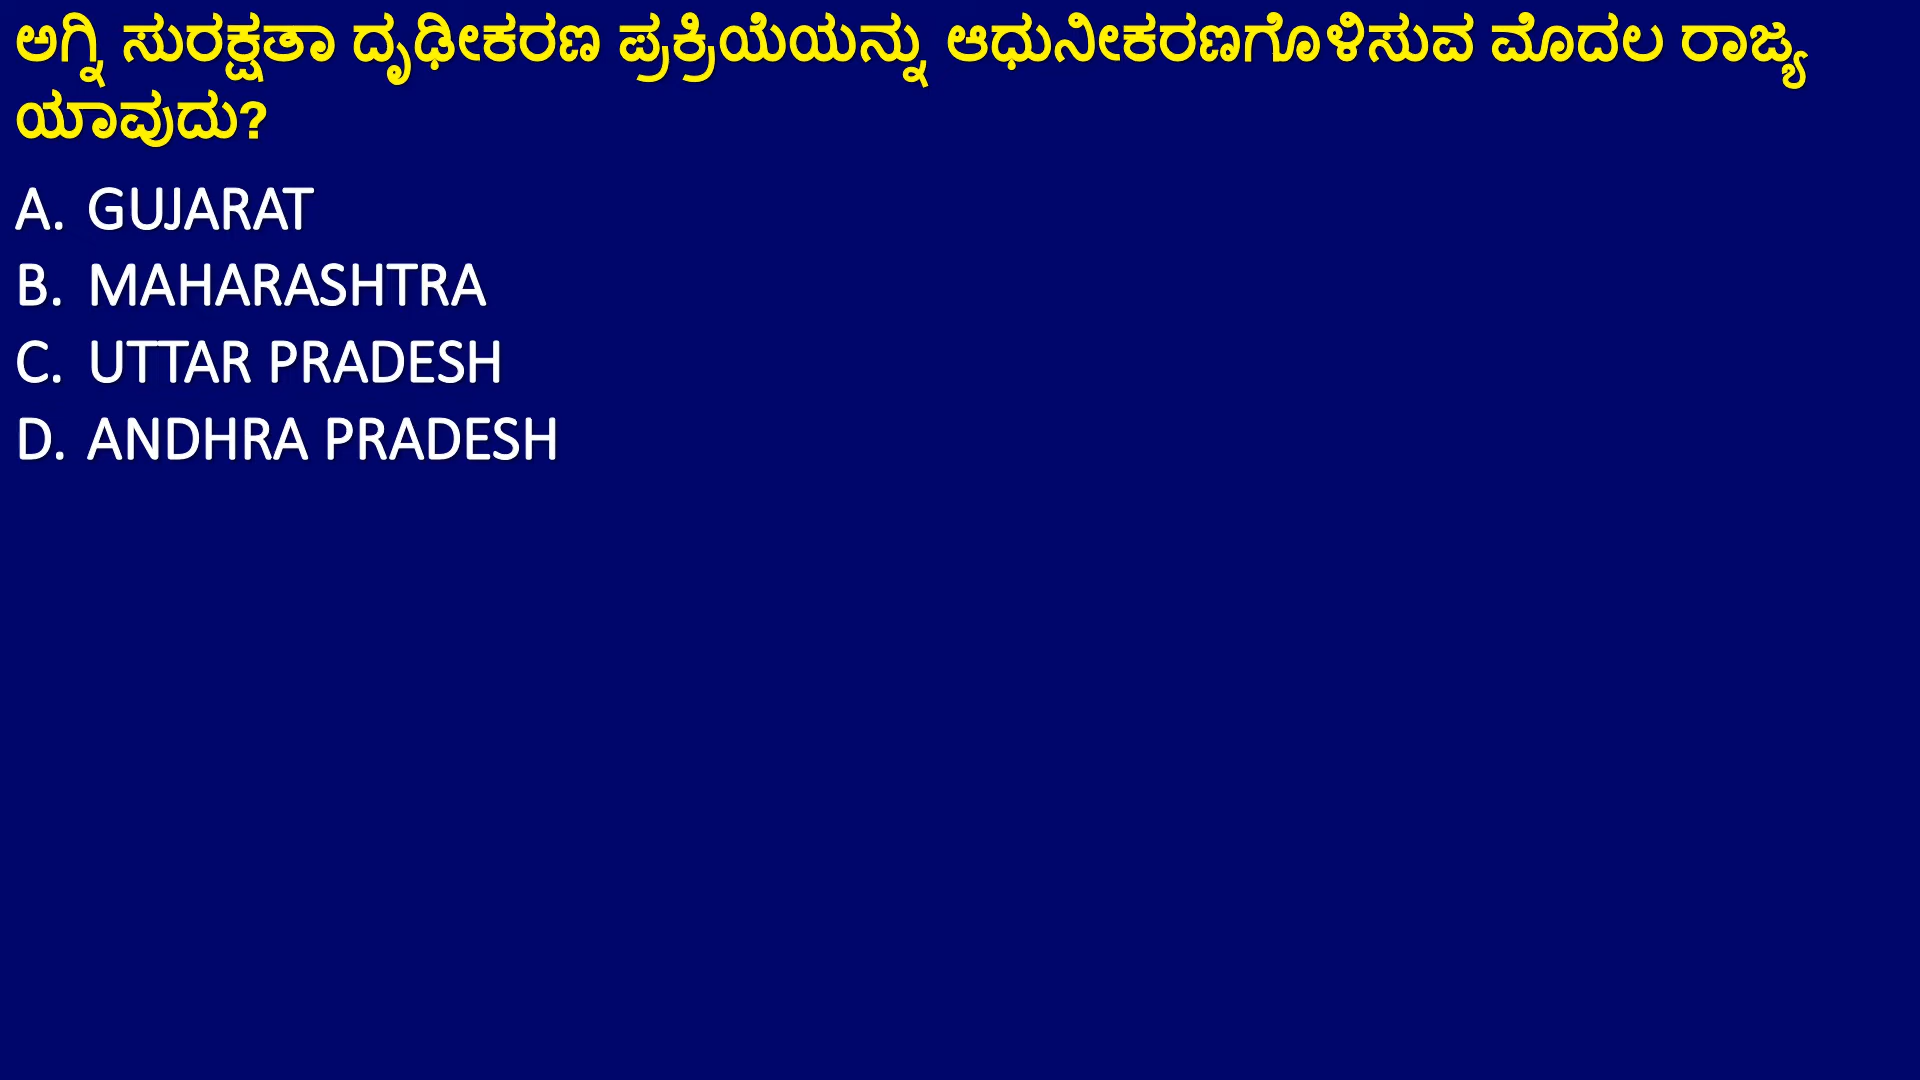 ಅಗ್ನಿ ಸುರಕ್ಷತಾ ದೃಢೀಕರಣ ಪ್ರಕ್ರಿಯೆಯನ್ನು ಆಧುನೀಕರಣಗೊಳಿಸುವ ಮೊದಲ ರಾಜ್ಯ
ಯಾವುದು?
A. GUJARAT
B. MAHARASHTRA
C. UTTAR PRADESH
D. ANDHRA PRADESH